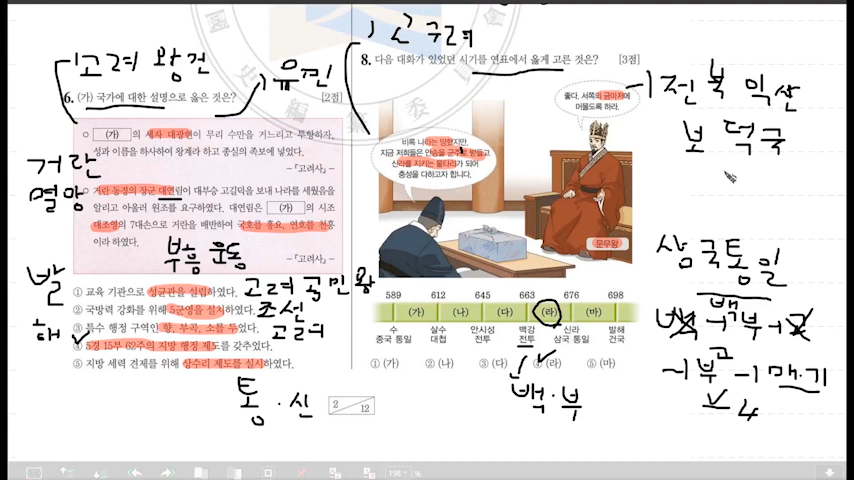 1 고려 왕건
유민
6. (가) 국가에 대한 설명으로 옳은 것은? [2점]
○ (가) 의 세자 대광현이 무리 수만을 거느리고 투항하자,
성과 이름을 하사하여 왕계라 하고 종실의 족보에 넣었다.
-「고려사」-
○ 거란 동경의 장군 대연림이 대부승 고길덕을 보내 나라를 세웠음을
알리고 아울러 원조를 요구하였다. 대연림은 (가) 의 시조
대조영의 7대손으로 거란을 배반하여 국호를 흥요, 연호를 천흥
이라 하였다.
-「고려사」-
거란
멸망
부흥 운동
발해
① 교육 기관으로 성균관을 설립하였다. 고려 국민왕
② 국방력 강화를 위해 5군영을 설치하였다. 조선
③ 특수 행정 구역인 향, 부곡, 소를 두었다. 고려
④ 5경 15부 62주의 지방 행정 제도를 갖추었다.
⑤ 지방 세력 견제를 위해 상수리 제도를 실시하였다.
통·신
2 12
고구려
8. 다음 대화가 있었던 시기를 연표에서 옳게 고른 것은? [3점]
좋다. 서쪽의 금마저에
머물도록 하라.
비록 나라는 망했지만,
지금 저희들은 안승을 군주로 받들고
신라를 지키는 울타리가 되어
충성을 다하고자 합니다.
문무왕
589 612 645 663 676 698
(가) (나) (다) (라) (마)
수 살수 안시성 백강 신라 발해
중국 통일 대첩 전투 전투 삼국 통일 건국
① (가) ② (나) ③ (다) ④ (라) ⑤ (마)
백·부
전북 익산
보덕국
삼국통일
백
부
고
부 매·기
4